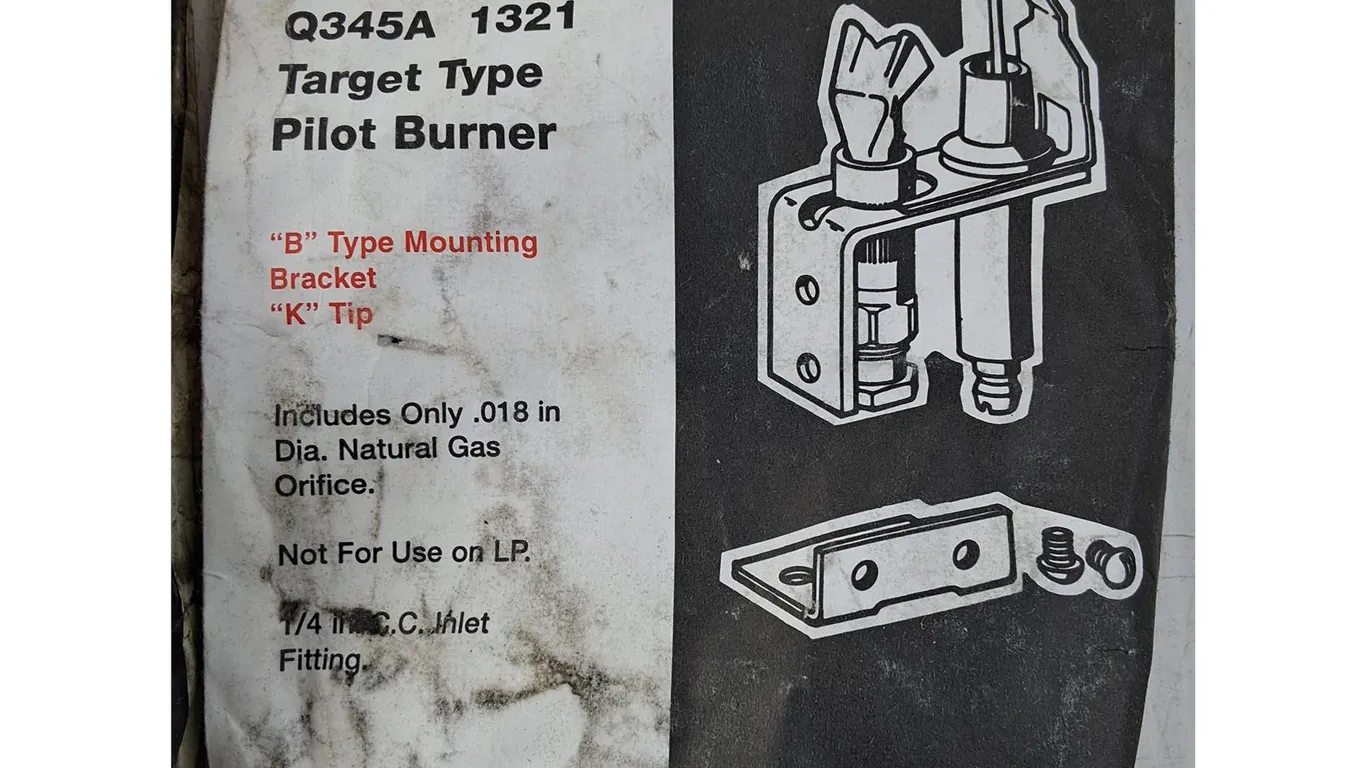 Q345A 1321
Target Type
Pilot Burner
“B” Type Mounting
Bracket
“K” Tip
Includes Only .018 in
Dia. Natural Gas
Orifice.
Not For Use on LP.
1/4 in C.C. Inlet
Fitting.